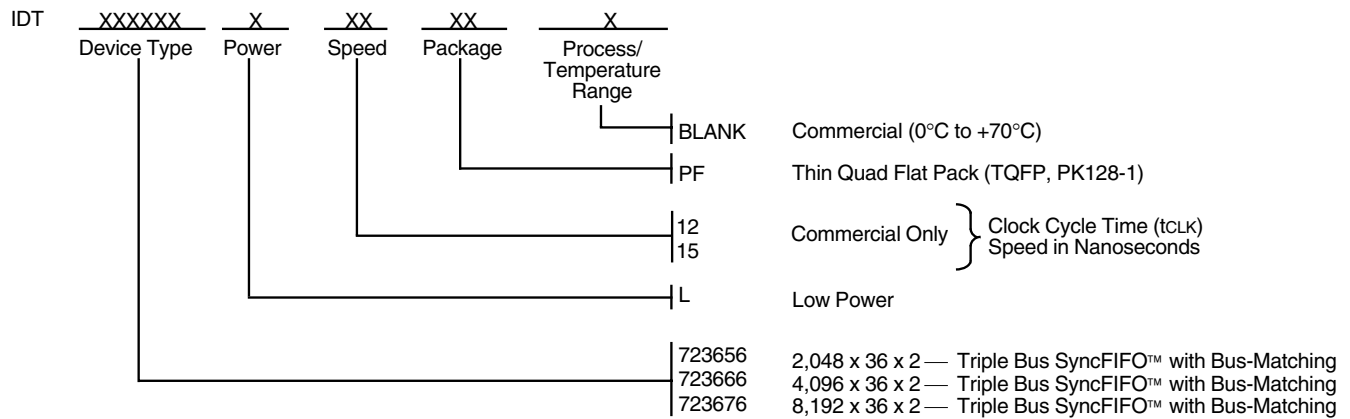 IDT XXXXXX X XX XX X
Device Type Power Speed Package Process/
Temperature
Range
BLANK Commercial (0°C to +70°C)
PF Thin Quad Flat Pack (TQFP, PK128-1)
12
15
Commercial Only
Clock Cycle Time (tCLK)
Speed in Nanoseconds
L Low Power
723656 2,048 x 36 x 2 — Triple Bus SyncFIFO™ with Bus-Matching
723666 4,096 x 36 x 2 — Triple Bus SyncFIFO™ with Bus-Matching
723676 8,192 x 36 x 2 — Triple Bus SyncFIFO™ with Bus-Matching